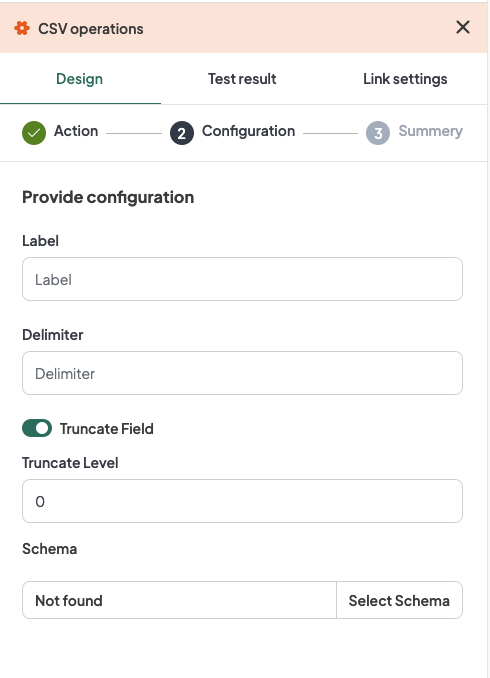 CSV operations
Design Test result Link settings
Action 2 Configuration 3 Summery
Provide configuration
Label
Label
Delimiter
Delimiter
Truncate Field
Truncate Level
0
Schema
Not found Select Schema